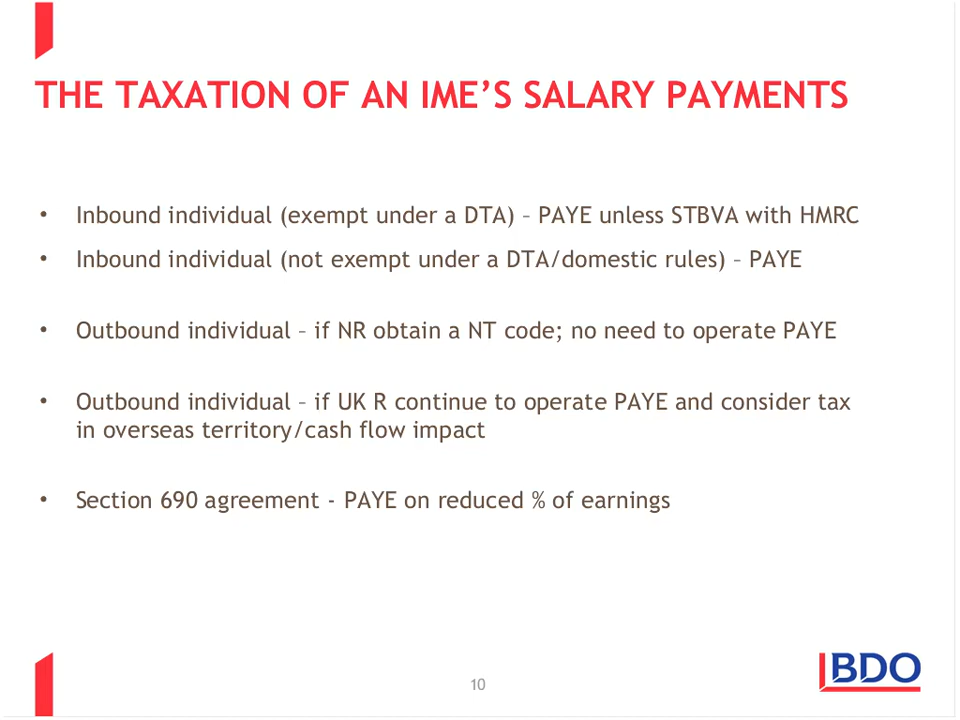 THE TAXATION OF AN IME'S SALARY PAYMENTS
• Inbound individual (exempt under a DTA) – PAYE unless STBVA with HMRC
• Inbound individual (not exempt under a DTA/domestic rules) – PAYE
• Outbound individual – if NR obtain a NT code; no need to operate PAYE
• Outbound individual – if UK R continue to operate PAYE and consider tax
in overseas territory/cash flow impact
• Section 690 agreement - PAYE on reduced % of earnings
10
BDO